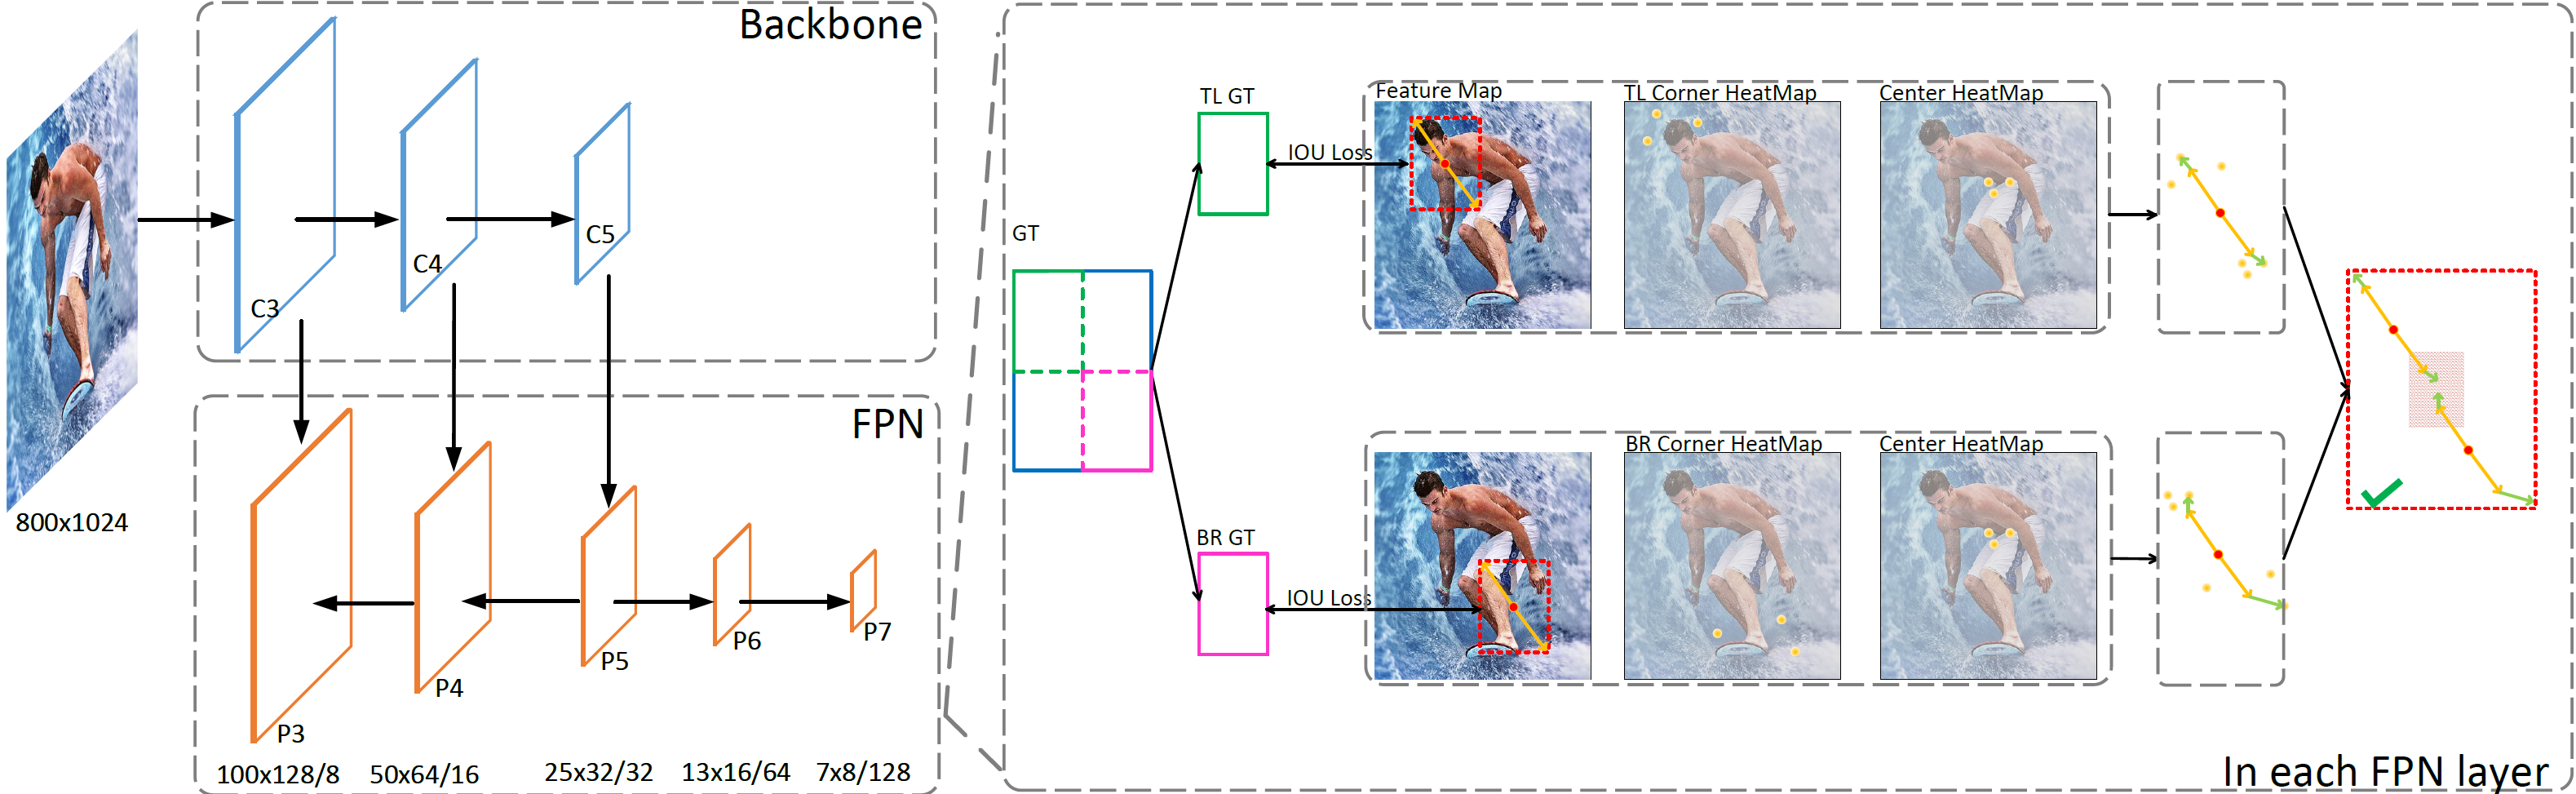 Backbone
C3
C4
C5
800x1024
FPN
P3
P4
P5
P6
P7
100x128/8
50x64/16
25x32/32
13x16/64
7x8/128
GT
TL GT
IOU Loss
Feature Map
TL Corner HeatMap
Center HeatMap
BR GT
IOU Loss
BR Corner HeatMap
Center HeatMap
In each FPN layer